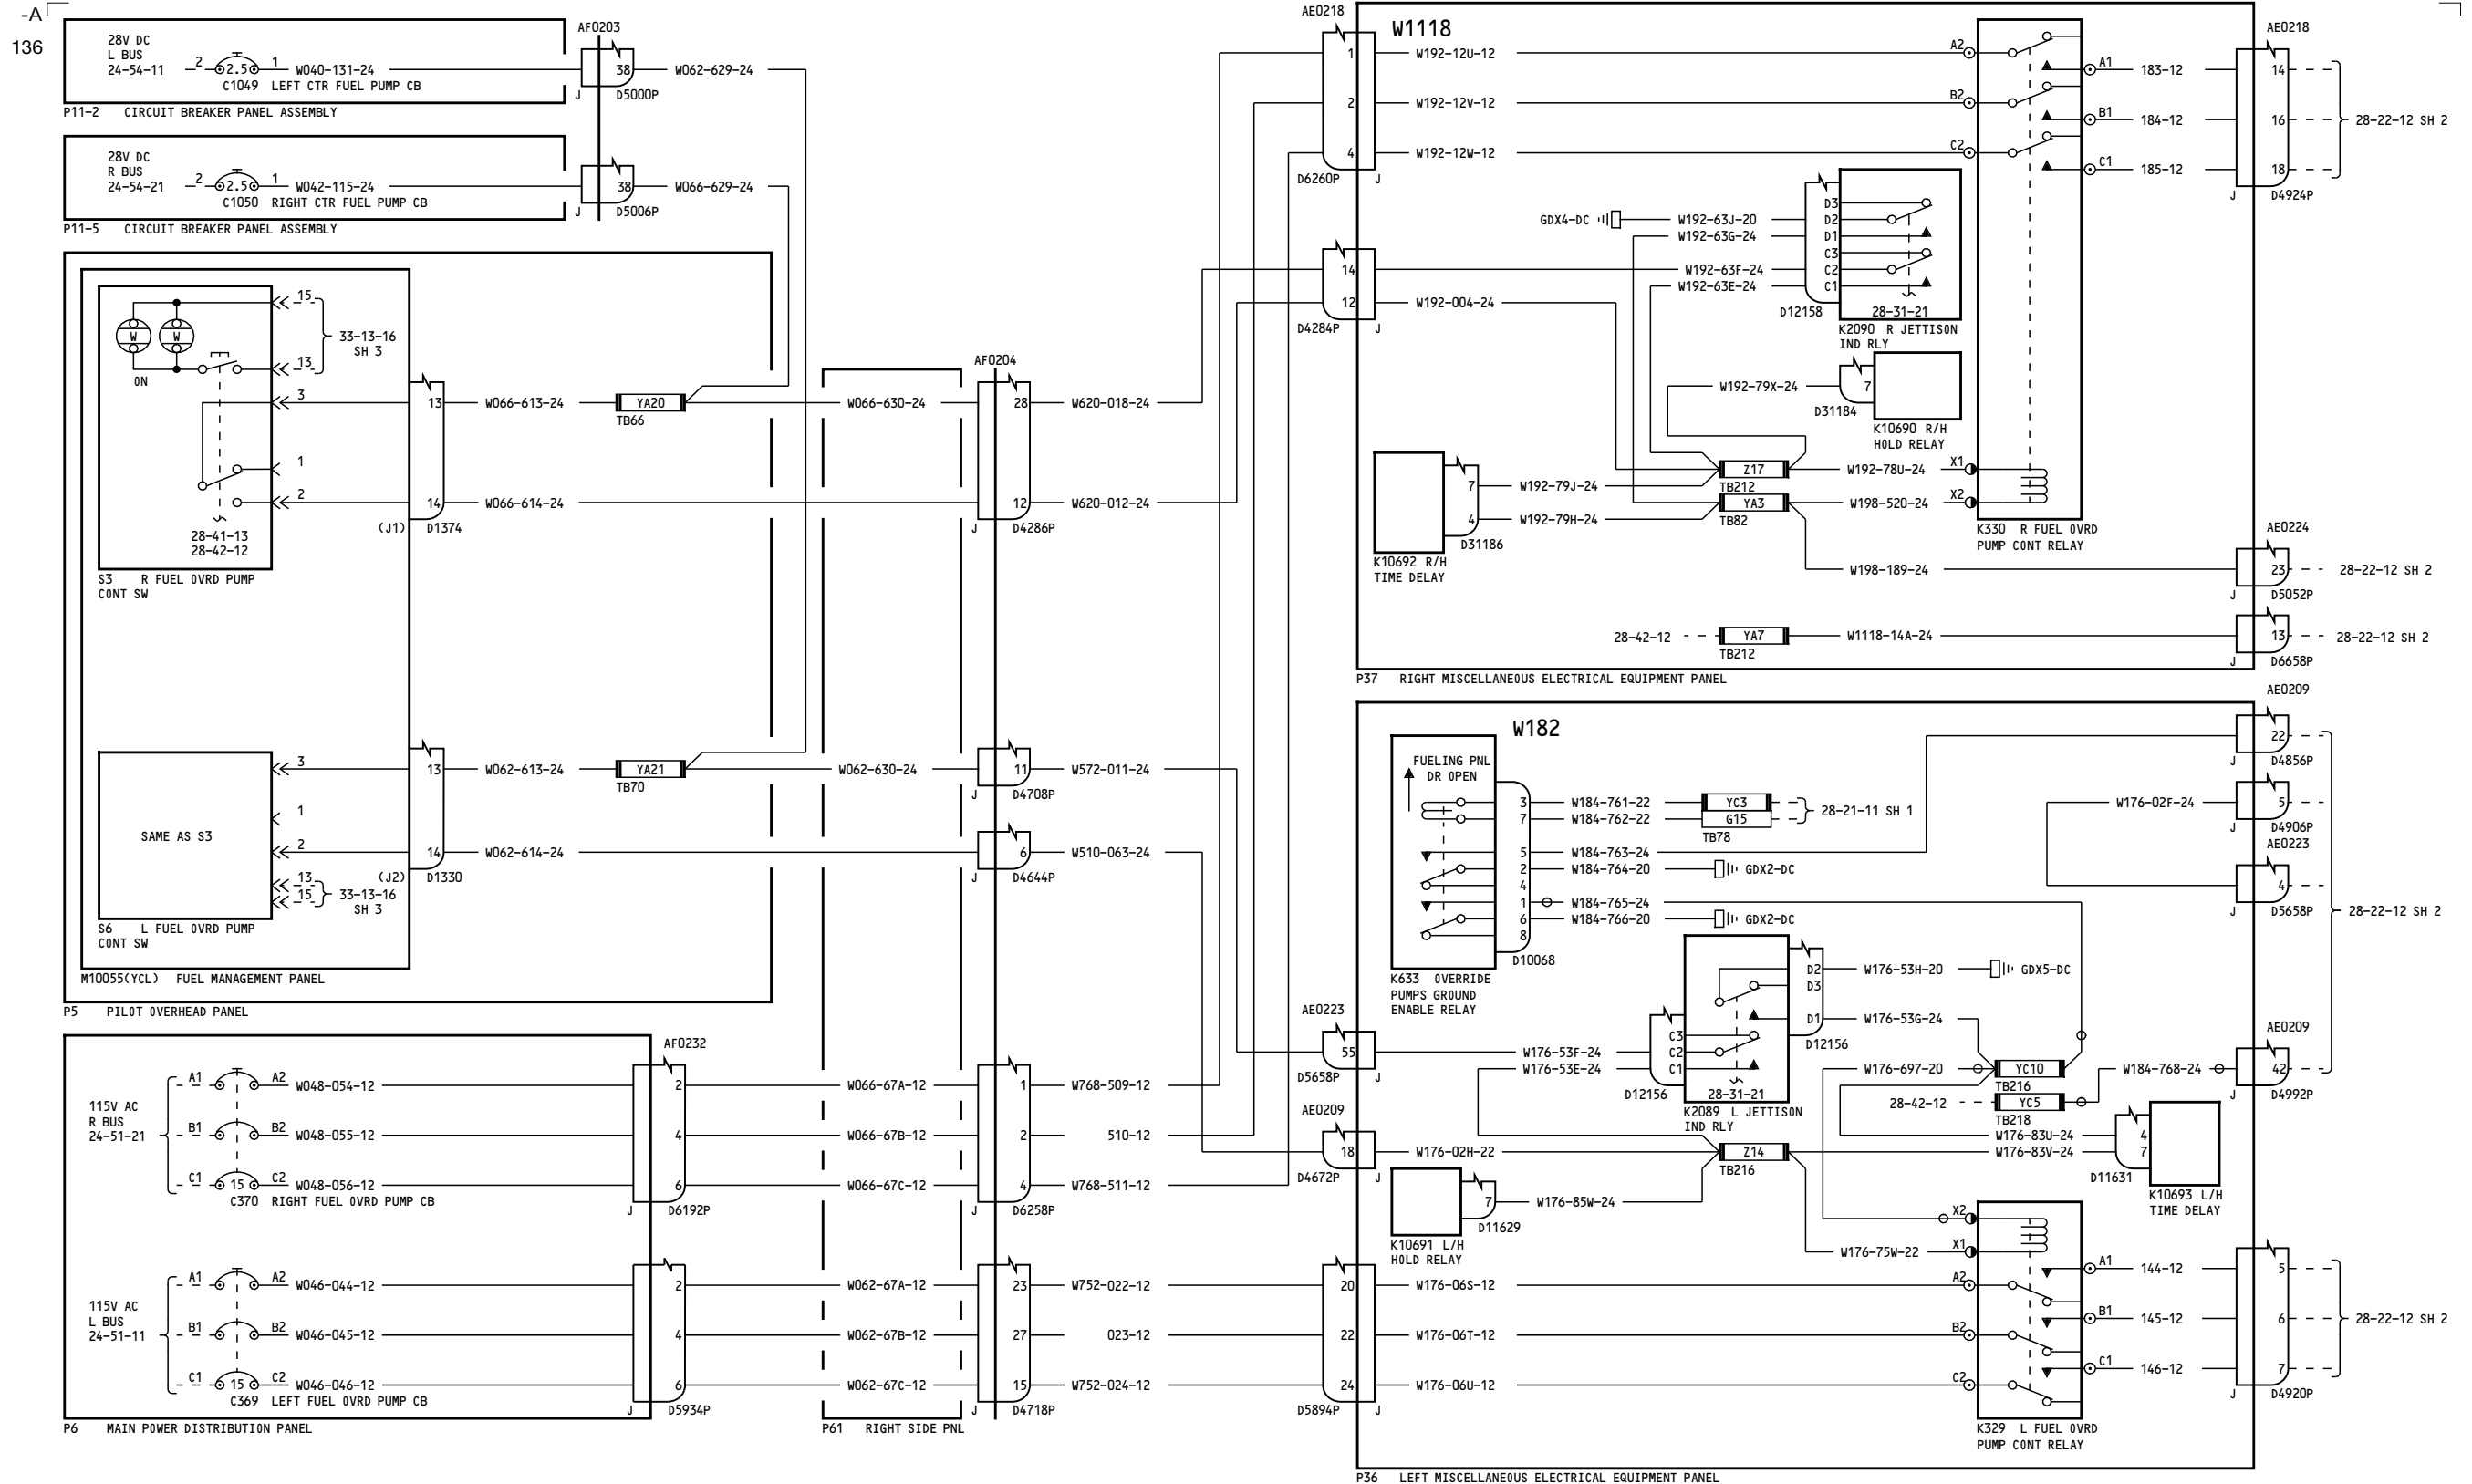 -A
136
28V DC
L BUS
24-54-11
2
2.5
1
W040-131-24
C1049 LEFT CTR FUEL PUMP CB
P11-2 CIRCUIT BREAKER PANEL ASSEMBLY
AF0203
38
W062-629-24
J
D5000P
28V DC
R BUS
24-54-21
2
2.5
1
W042-115-24
C1050 RIGHT CTR FUEL PUMP CB
P11-5 CIRCUIT BREAKER PANEL ASSEMBLY
38
W066-629-24
J
D5006P
W
W
ON
15
13
33-13-16
SH 3
3
1
2
28-41-13
28-42-12
S3 R FUEL OVRD PUMP
CONT SW
13
14
(J1)
D1374
W066-613-24
YA20
TB66
W066-630-24
W066-614-24
AF0204
28
W620-018-24
12
W620-012-24
J
D4286P
SAME AS S3
3
1
2
13
15
33-13-16
SH 3
S6 L FUEL OVRD PUMP
CONT SW
M10055(YCL) FUEL MANAGEMENT PANEL
P5 PILOT OVERHEAD PANEL
13
14
(J2)
D1330
W062-613-24
YA21
TB70
W062-630-24
W062-614-24
11
W572-011-24
J
D4708P
6
W510-063-24
J
D4644P
115V AC
R BUS
24-51-21
A1
A2
W048-054-12
B1
B2
W048-055-12
C1
15
C2
W048-056-12
C370 RIGHT FUEL OVRD PUMP CB
AF0232
2
4
6
J
D6192P
W066-67A-12
W066-67B-12
W066-67C-12
1
2
4
J
D6258P
W768-509-12
510-12
W768-511-12
115V AC
L BUS
24-51-11
A1
A2
W046-044-12
B1
B2
W046-045-12
C1
15
C2
W046-046-12
C369 LEFT FUEL OVRD PUMP CB
P6 MAIN POWER DISTRIBUTION PANEL
2
4
6
J
D5934P
W062-67A-12
W062-67B-12
W062-67C-12
P61 RIGHT SIDE PNL
23
27
15
J
D4718P
W752-022-12
023-12
W752-024-12
AE0218
1
2
4
D6260P
J
W1118
W192-12U-12
W192-12V-12
W192-12W-12
A2
B2
C2
A1
B1
C1
183-12
184-12
185-12
AE0218
14
16
18
J
D4924P
28-22-12 SH 2
14
12
D4284P
J
GDX4-DC
W192-63J-20
W192-63G-24
W192-63F-24
W192-63E-24
W192-004-24
D3
D2
D1
C3
C2
C1
D12158
28-31-21
K2090 R JETTISON
IND RLY
W192-79X-24
7
D31184
K10690 R/H
HOLD RELAY
K10692 R/H
TIME DELAY
7
4
D31186
W192-79J-24
W192-79H-24
Z17
TB212
YA3
TB82
W192-78U-24
W198-520-24
X1
X2
K330 R FUEL OVRD
PUMP CONT RELAY
W198-189-24
AE0224
23
J
D5052P
28-22-12 SH 2
28-42-12
YA7
TB212
W1118-14A-24
13
J
D6658P
28-22-12 SH 2
P37 RIGHT MISCELLANEOUS ELECTRICAL EQUIPMENT PANEL
W182
FUELING PNL
DR OPEN
3
7
5
2
4
1
6
8
D10068
K633 OVERRIDE
PUMPS GROUND
ENABLE RELAY
W184-761-22
W184-762-22
W184-763-24
W184-764-20
W184-765-24
W184-766-20
YC3
G15
TB78
28-21-11 SH 1
GDX2-DC
GDX2-DC
AE0209
22
J
D4856P
W176-02F-24
5
J
D4906P
AE0223
4
J
D5658P
28-22-12 SH 2
AE0223
55
D5658P
J
W176-53F-24
W176-53E-24
C3
C2
C1
D12156
D2
D3
D1
D12156
28-31-21
K2089 L JETTISON
IND RLY
W176-53H-20
GDX5-DC
W176-53G-24
W176-697-20
YC10
TB216
28-42-12
YC5
TB218
W184-768-24
AE0209
42
J
D4992P
AE0209
18
D4672P
J
W176-02H-22
Z14
TB216
W176-83U-24
W176-83V-24
4
7
D11631
K10693 L/H
TIME DELAY
K10691 L/H
HOLD RELAY
7
D11629
W176-85W-24
W176-75W-22
X2
X1
20
22
24
D5894P
J
W176-06S-12
W176-06T-12
W176-06U-12
A2
B2
C2
A1
B1
C1
144-12
145-12
146-12
K329 L FUEL OVRD
PUMP CONT RELAY
5
6
7
J
D4920P
28-22-12 SH 2
P36 LEFT MISCELLANEOUS ELECTRICAL EQUIPMENT PANEL